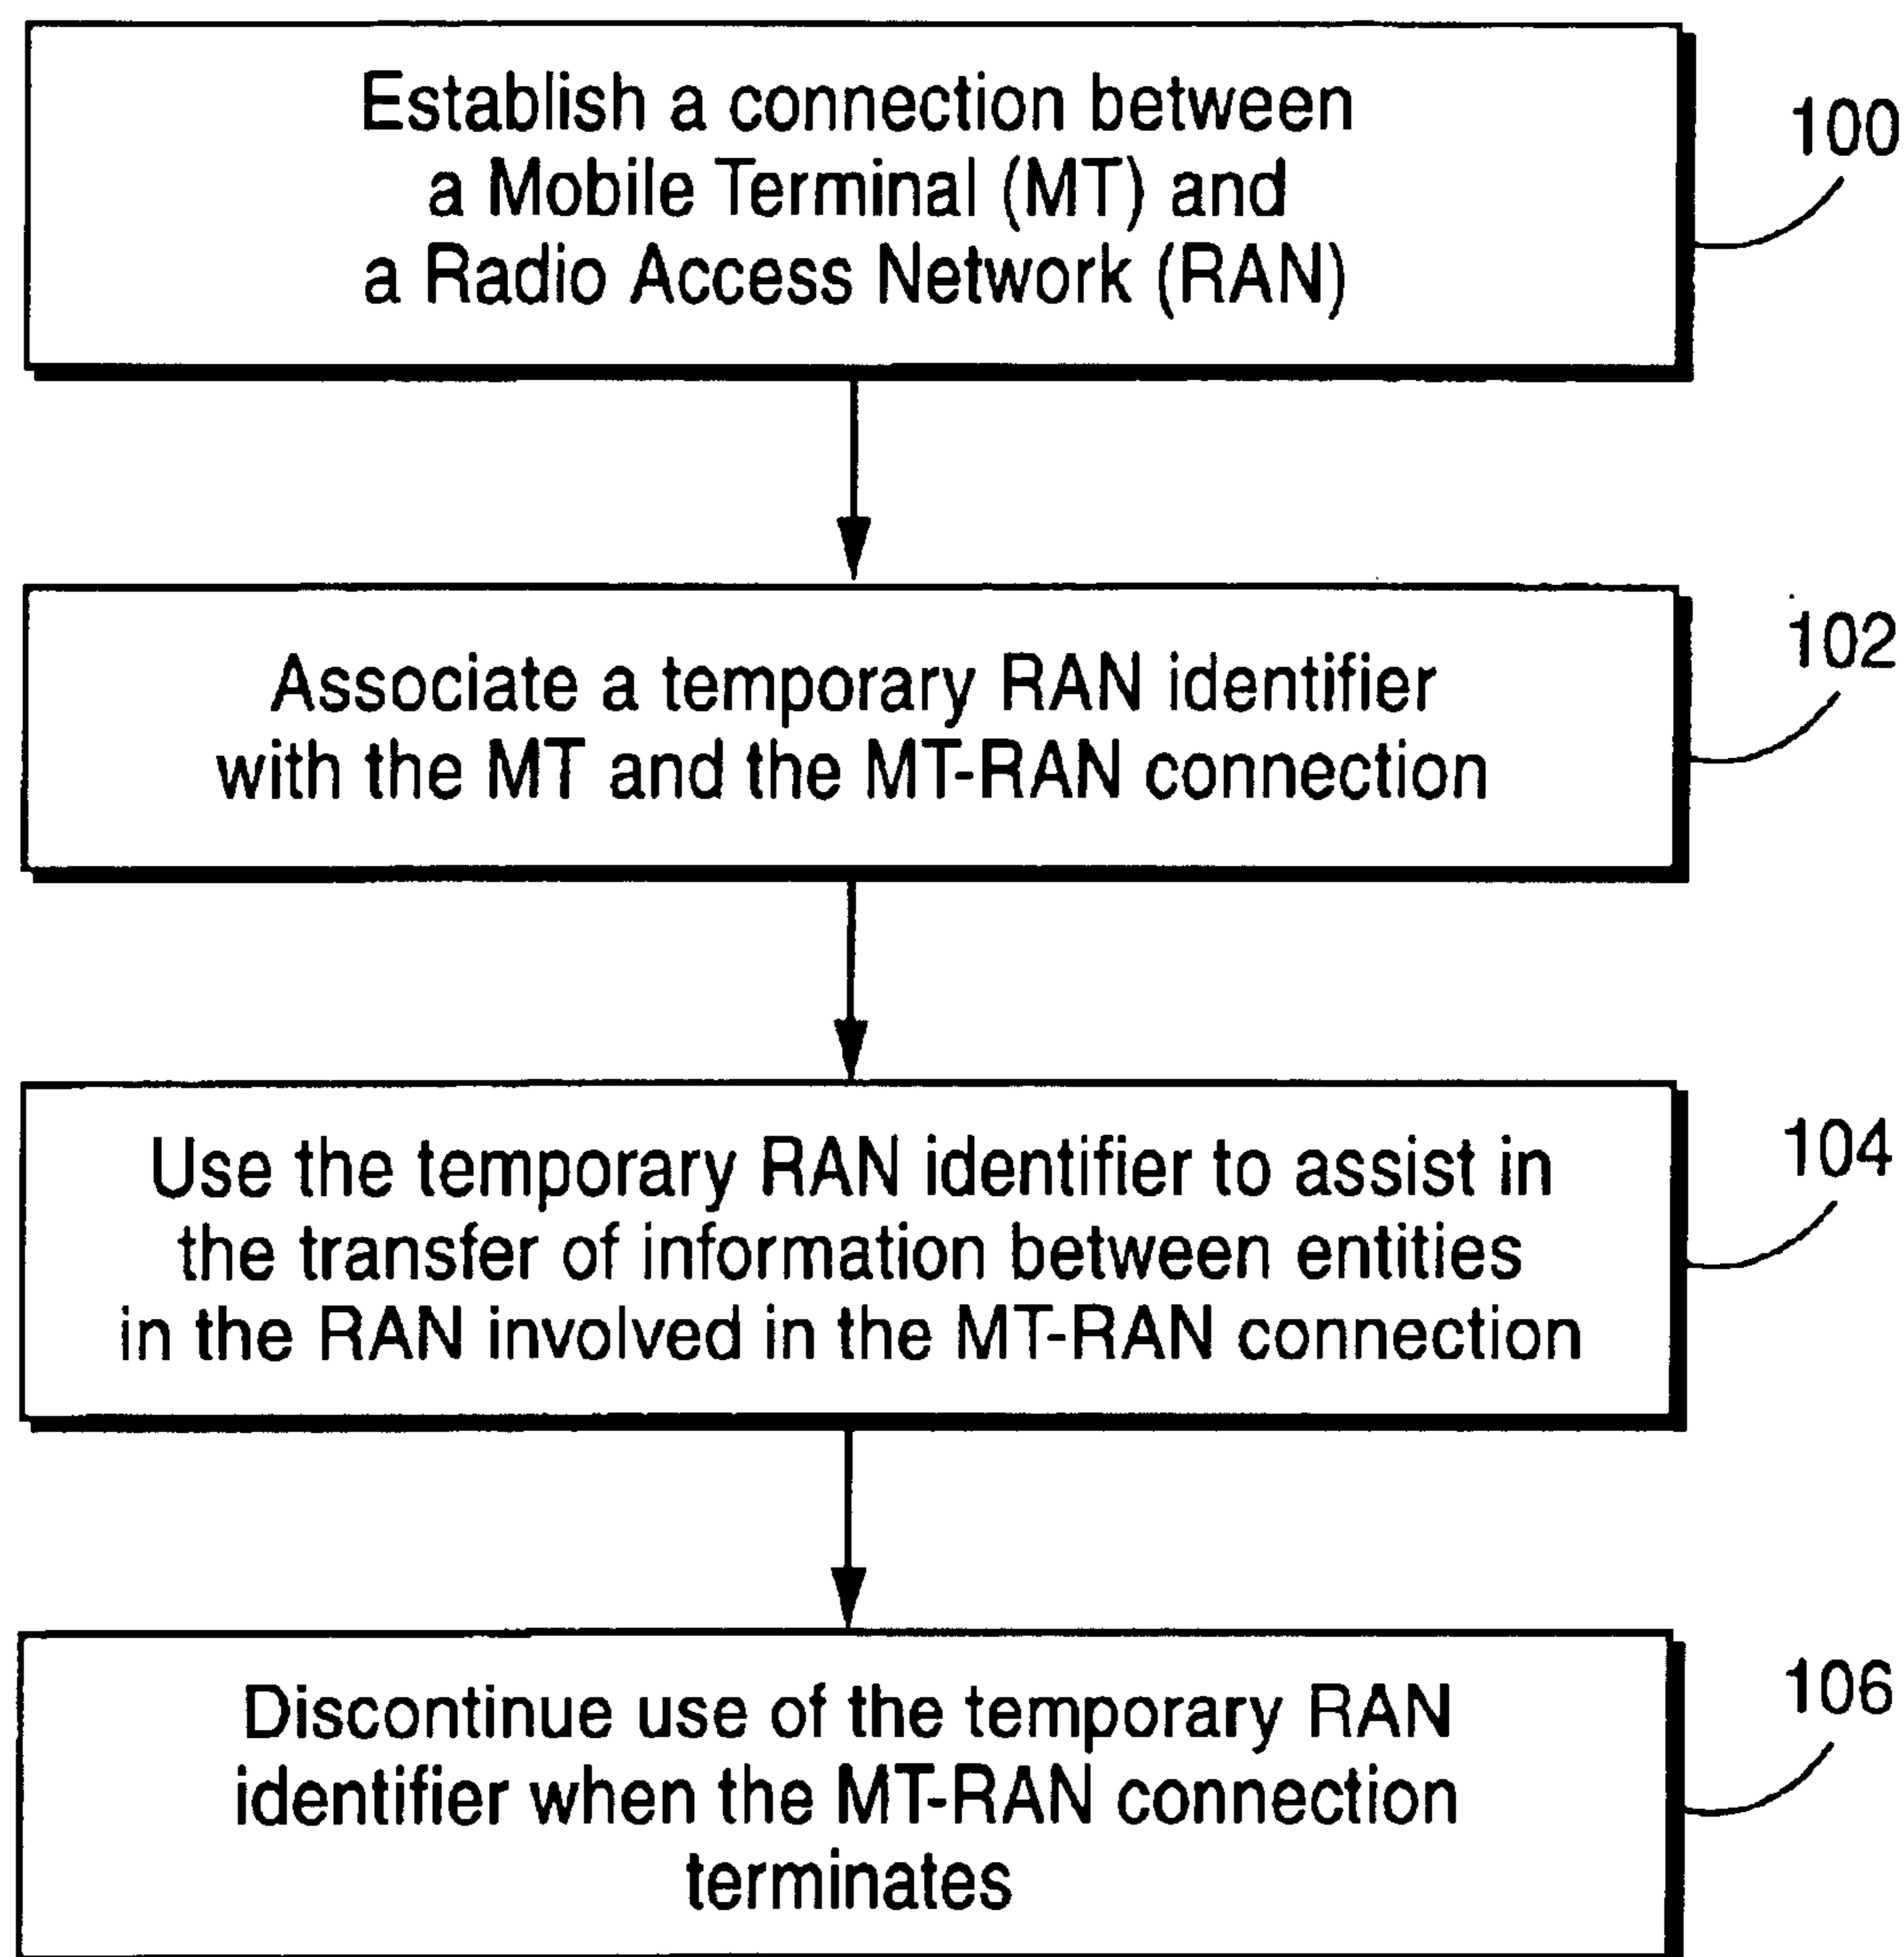 Establish a connection between
a Mobile Terminal (MT) and
a Radio Access Network (RAN)
100
Associate a temporary RAN identifier
with the MT and the MT-RAN connection
102
Use the temporary RAN identifier to assist in
the transfer of information between entities
in the RAN involved in the MT-RAN connection
104
Discontinue use of the temporary RAN
identifier when the MT-RAN connection
terminates
106